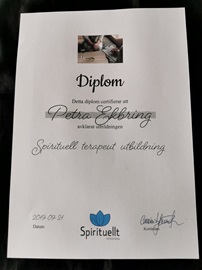 Diplom
Detta diplom certifierar att
Petra Ekbring
avklarat utbildningen
Spirituell terapeut utbildning
2019-09-21
Datum
Spirituellt
Kursledare